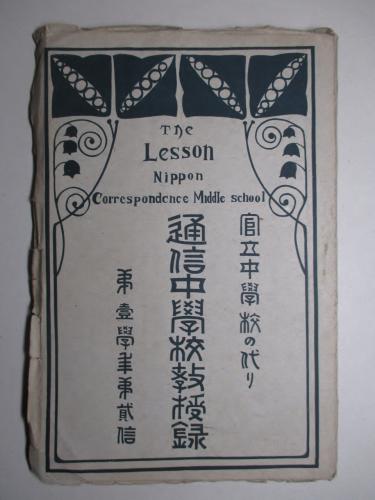 The
Lesson
Nippon
Correspondence Middle school
官立中學校の代り
通信中學校教授録
第壹學年第貳信